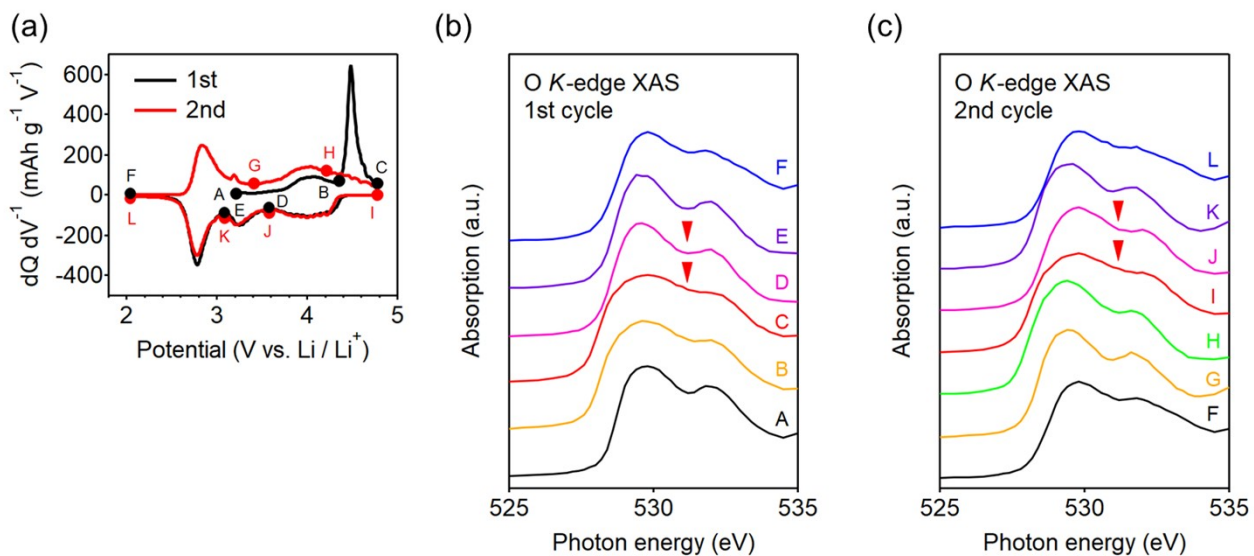 (a)
1st
2nd
dQ dV⁻¹ (mAh g⁻¹ V⁻¹)
600
400
200
0
-200
-400
F
L
A
G
H
B
C
E
D
K
J
I
2
3
4
5
Potential (V vs. Li / Li⁺)
(b)
O K-edge XAS
1st cycle
Absorption (a.u.)
F
E
D
C
B
A
525
530
535
Photon energy (eV)
(c)
O K-edge XAS
2nd cycle
Absorption (a.u.)
L
K
J
I
H
G
F
525
530
535
Photon energy (eV)